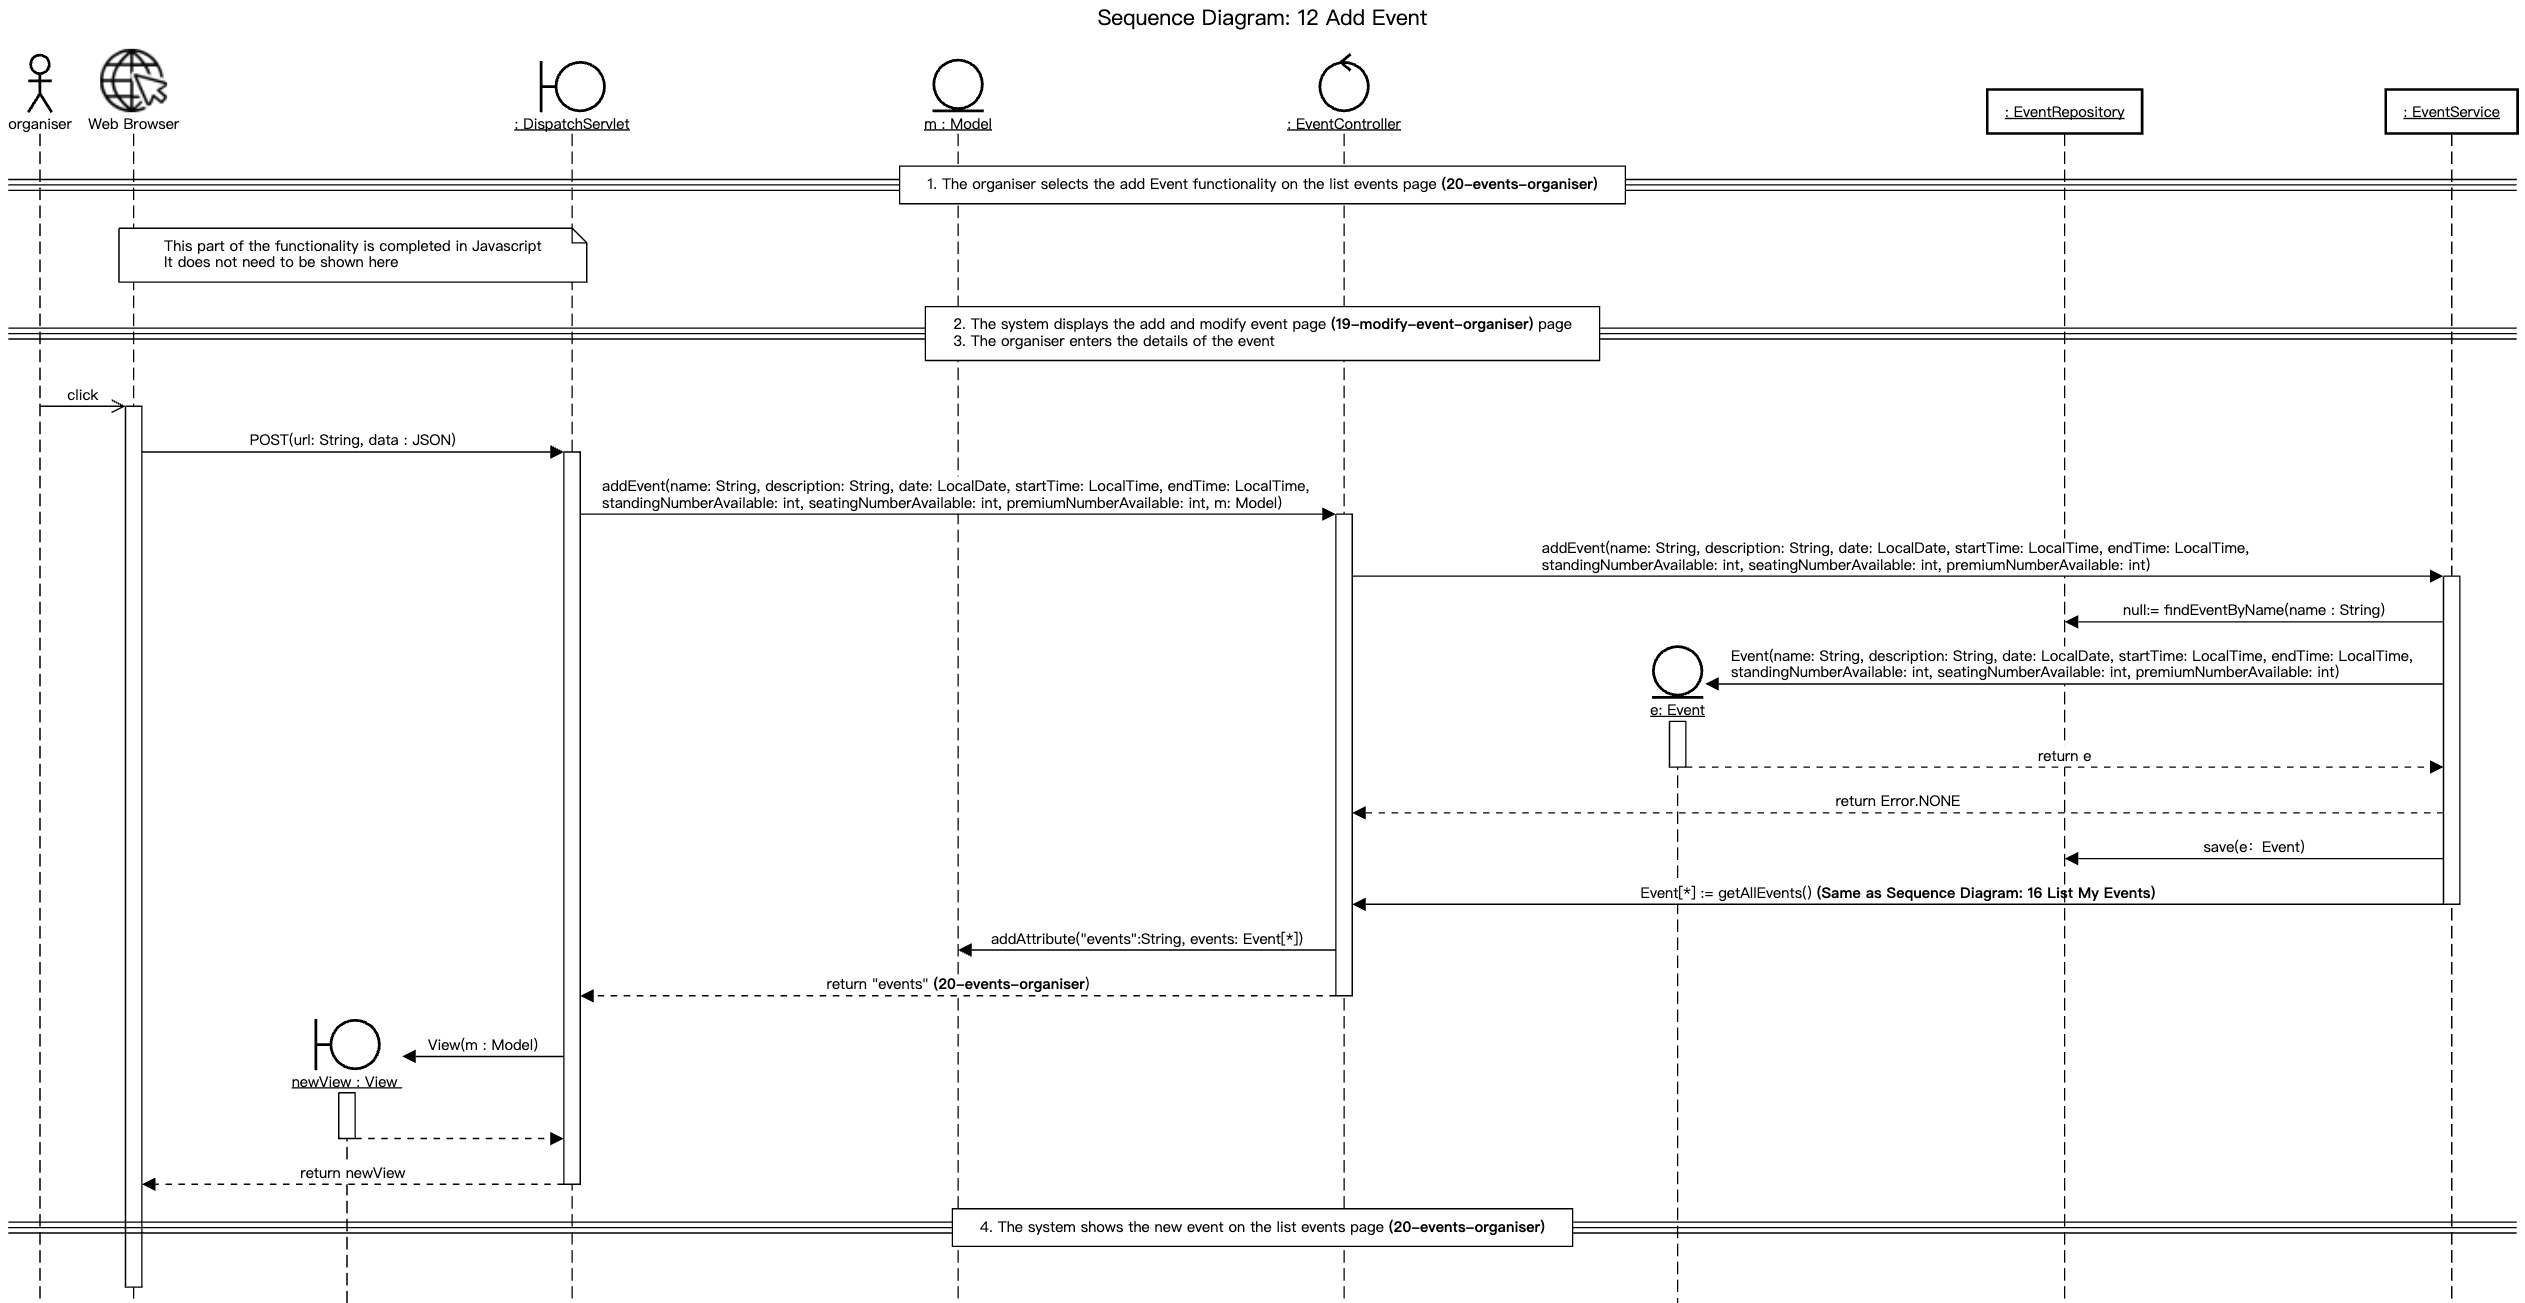 Sequence Diagram: 12 Add Event
organiser
Web Browser
: DispatchServlet
m : Model
: EventController
: EventRepository
: EventService
1. The organiser selects the add Event functionality on the list events page (20-events-organiser)
This part of the functionality is completed in Javascript
It does not need to be shown here
2. The system displays the add and modify event page (19-modify-event-organiser) page
3. The organiser enters the details of the event
click
POST(url: String, data : JSON)
addEvent(name: String, description: String, date: LocalDate, startTime: LocalTime, endTime: LocalTime,
standingNumberAvailable: int, seatingNumberAvailable: int, premiumNumberAvailable: int, m: Model)
addEvent(name: String, description: String, date: LocalDate, startTime: LocalTime, endTime: LocalTime,
standingNumberAvailable: int, seatingNumberAvailable: int, premiumNumberAvailable: int)
null:= findEventByName(name : String)
Event(name: String, description: String, date: LocalDate, startTime: LocalTime, endTime: LocalTime,
standingNumberAvailable: int, seatingNumberAvailable: int, premiumNumberAvailable: int)
e: Event
return e
return Error.NONE
save(e：Event)
Event[*] := getAllEvents() (Same as Sequence Diagram: 16 List My Events)
addAttribute("events":String, events: Event[*])
return "events" (20-events-organiser)
View(m : Model)
newView : View
return newView
4. The system shows the new event on the list events page (20-events-organiser)